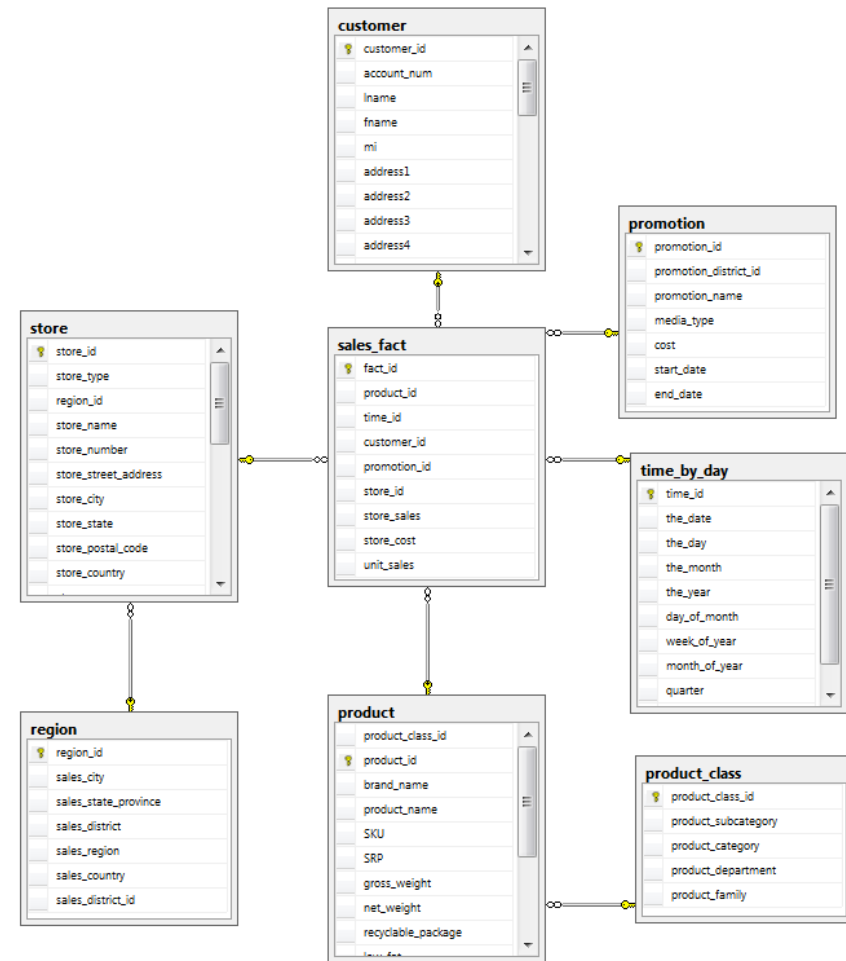 customer
customer_id
account_num
lname
fname
mi
address1
address2
address3
address4
promotion
promotion_id
promotion_district_id
promotion_name
media_type
cost
start_date
end_date
store
store_id
store_type
region_id
store_name
store_number
store_street_address
store_city
store_state
store_postal_code
store_country
sales_fact
fact_id
product_id
time_id
customer_id
promotion_id
store_id
store_sales
store_cost
unit_sales
time_by_day
time_id
the_date
the_day
the_month
the_year
day_of_month
week_of_year
month_of_year
quarter
region
region_id
sales_city
sales_state_province
sales_district
sales_region
sales_country
sales_district_id
product
product_class_id
product_id
brand_name
product_name
SKU
SRP
gross_weight
net_weight
recyclable_package
low_fat
product_class
product_class_id
product_subcategory
product_category
product_department
product_family